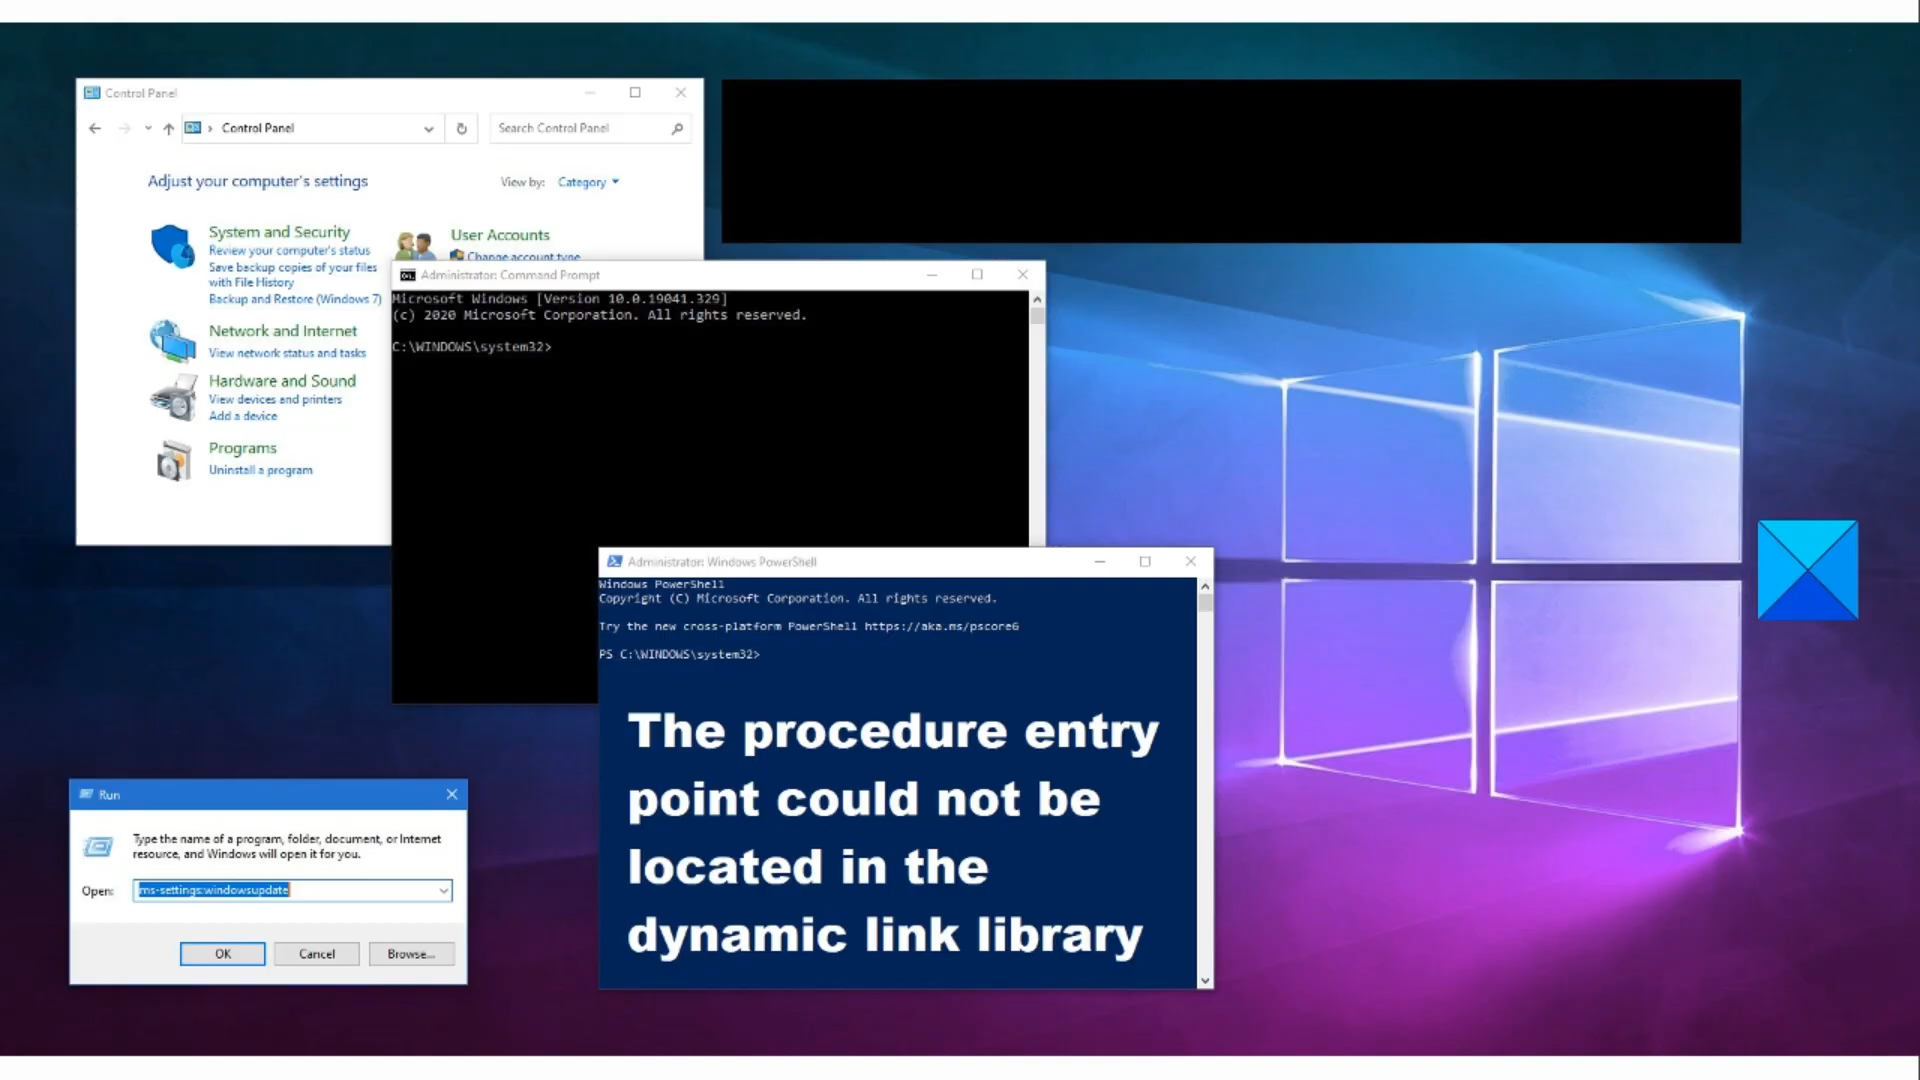 Control Panel
Control Panel
Search Control Panel
Adjust your computer's settings
View by: Category
System and Security
Review your computer's status
Save backup copies of your files
with File History
Backup and Restore (Windows 7)
Network and Internet
View network status and tasks
Hardware and Sound
View devices and printers
Add a device
Programs
Uninstall a program
User Accounts
Change account type
Administrator: Command Prompt
Microsoft Windows [Version 10.0.19041.329]
(c) 2020 Microsoft Corporation. All rights reserved.
C:\WINDOWS\system32>
Administrator: Windows PowerShell
Windows PowerShell
Copyright (C) Microsoft Corporation. All rights reserved.
Try the new cross-platform PowerShell https://aka.ms/pscore6
PS C:\WINDOWS\system32>
The procedure entry
point could not be
located in the
dynamic link library
Run
Type the name of a program, folder, document, or Internet
resource, and Windows will open it for you.
Open: ms-settings:windowsupdate
OK Cancel Browse...